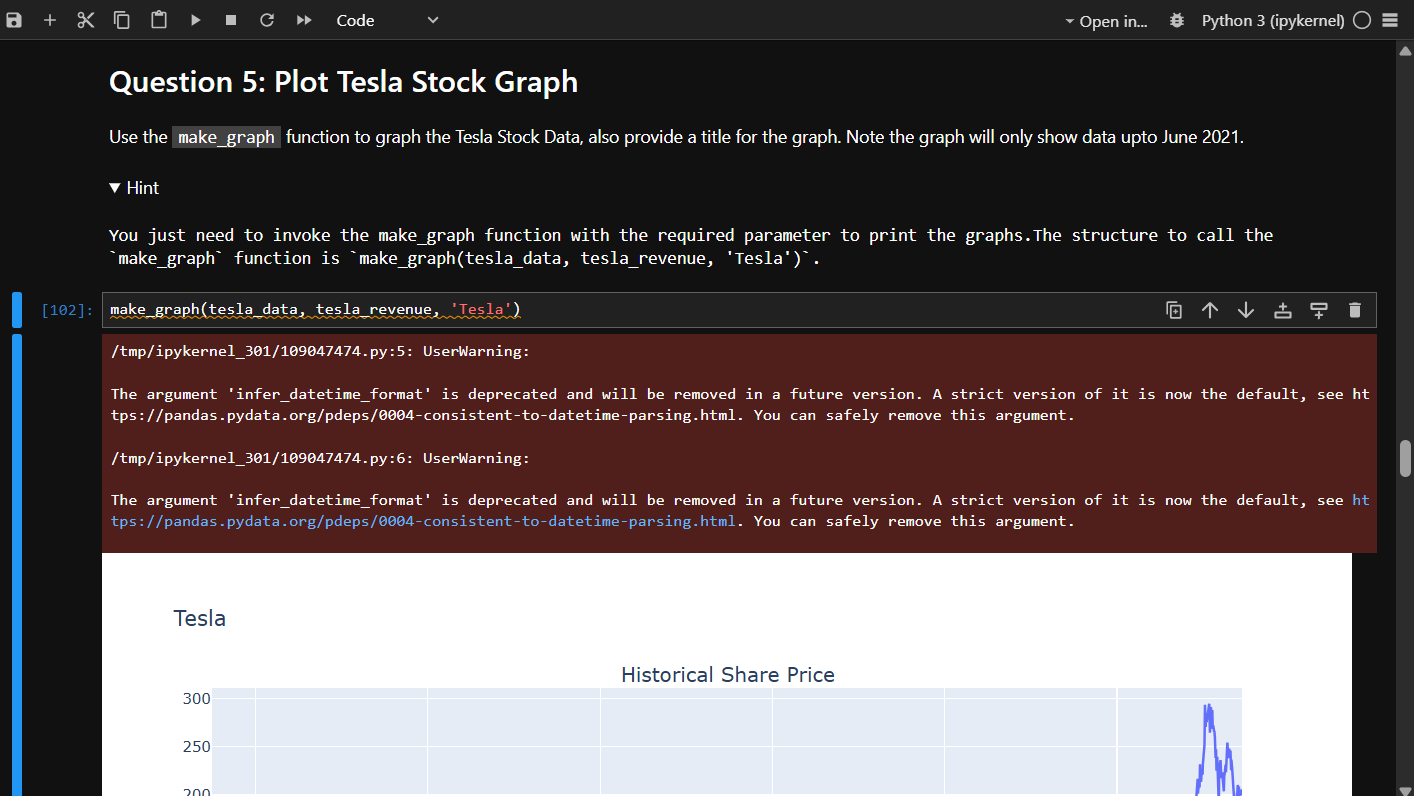 Code
Open in...
Python 3 (ipykernel)
Question 5: Plot Tesla Stock Graph
Use the make_graph function to graph the Tesla Stock Data, also provide a title for the graph. Note the graph will only show data upto June 2021.
Hint
You just need to invoke the make_graph function with the required parameter to print the graphs.The structure to call the
`make_graph` function is `make_graph(tesla_data, tesla_revenue, 'Tesla')`.
[102]:
make_graph(tesla_data, tesla_revenue, 'Tesla')
/tmp/ipykernel_301/109047474.py:5: UserWarning:
The argument 'infer_datetime_format' is deprecated and will be removed in a future version. A strict version of it is now the default, see ht
tps://pandas.pydata.org/pdeps/0004-consistent-to-datetime-parsing.html. You can safely remove this argument.
/tmp/ipykernel_301/109047474.py:6: UserWarning:
The argument 'infer_datetime_format' is deprecated and will be removed in a future version. A strict version of it is now the default, see ht
tps://pandas.pydata.org/pdeps/0004-consistent-to-datetime-parsing.html. You can safely remove this argument.
Tesla
Historical Share Price
300
250
200